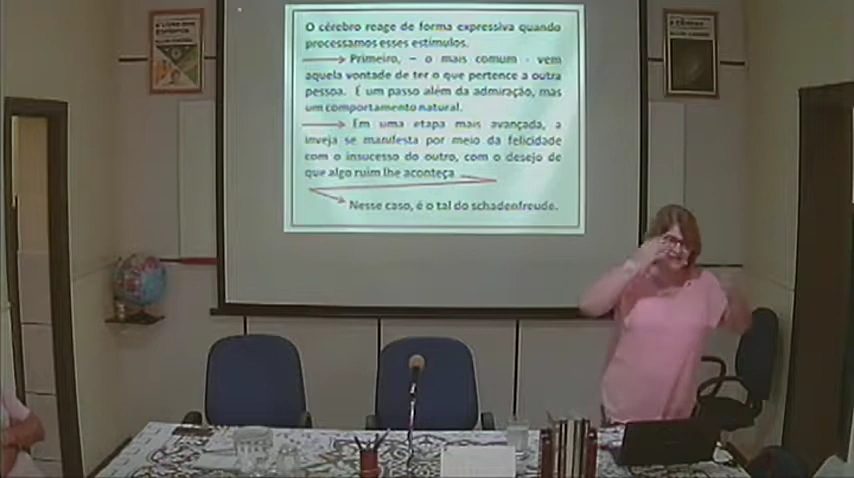 O LIVRO DOS
ESPÍRITOS
O cérebro reage de forma expressiva quando
processamos esses estímulos.
Primeiro, – o mais comum - vem
aquela vontade de ter o que pertence a outra
pessoa. É um passo além da admiração, mas
um comportamento natural.
Em uma etapa mais avançada, a
inveja se manifesta por meio da felicidade
com o insucesso do outro, com o desejo de
que algo ruim lhe aconteça
Nesse caso, é o tal do schadenfreude.